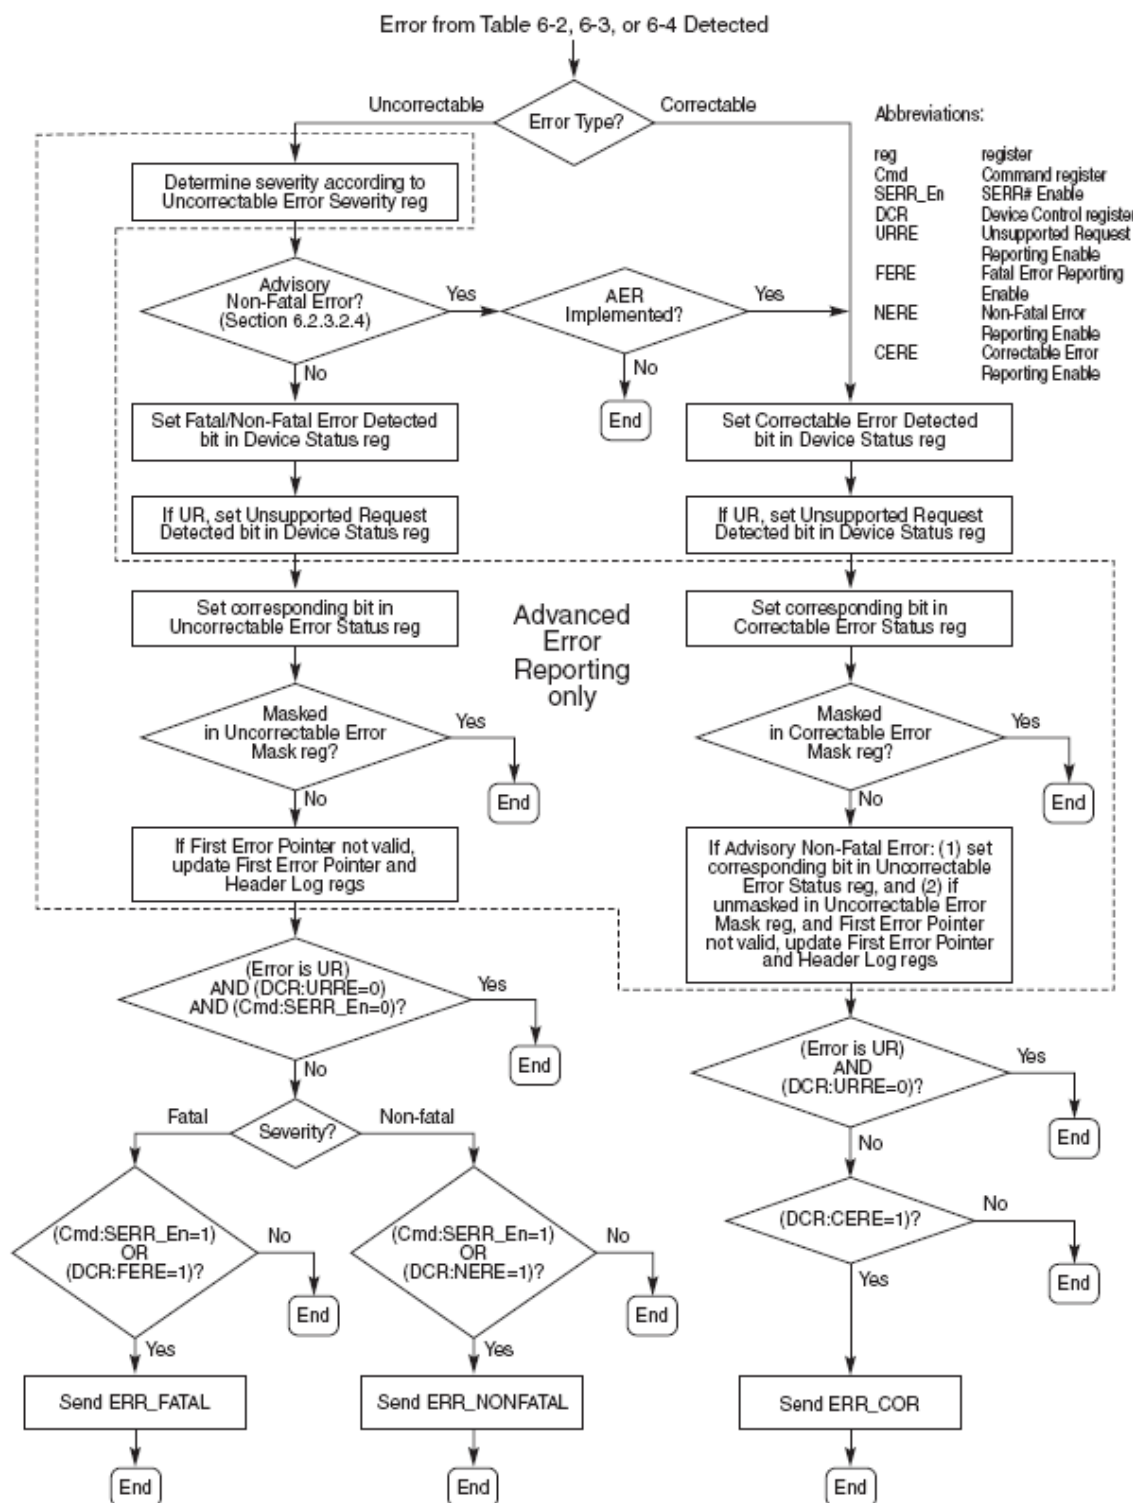 Error from Table 6-2, 6-3, or 6-4 Detected
Uncorrectable
Correctable
Error Type?
Abbreviations:
reg register
Cmd Command register
SERR_En SERR# Enable
DCR Device Control register
URRE Unsupported Request
Reporting Enable
FERE Fatal Error Reporting
Enable
NERE Non-Fatal Error
Reporting Enable
CERE Correctable Error
Reporting Enable
Determine severity according to
Uncorrectable Error Severity reg
Advisory
Non-Fatal Error?
(Section 6.2.3.2.4)
Yes
AER
Implemented?
Yes
No
No
End
Set Fatal/Non-Fatal Error Detected
bit in Device Status reg
Set Correctable Error Detected
bit in Device Status reg
If UR, set Unsupported Request
Detected bit in Device Status reg
If UR, set Unsupported Request
Detected bit in Device Status reg
Set corresponding bit in
Uncorrectable Error Status reg
Advanced
Error
Reporting
only
Set corresponding bit in
Correctable Error Status reg
Masked
in Uncorrectable Error
Mask reg?
Yes
End
No
Masked
in Correctable Error
Mask reg?
Yes
End
No
If First Error Pointer not valid,
update First Error Pointer and
Header Log regs
If Advisory Non-Fatal Error: (1) set
corresponding bit in Uncorrectable
Error Status reg, and (2) if
unmasked in Uncorrectable Error
Mask reg, and First Error Pointer
not valid, update First Error Pointer
and Header Log regs
(Error is UR)
AND (DCR:URRE=0)
AND (Cmd:SERR_En=0)?
Yes
End
No
(Error is UR)
AND
(DCR:URRE=0)?
Yes
End
No
Fatal
Severity?
Non-fatal
(Cmd:SERR_En=1)
OR
(DCR:FERE=1)?
No
End
Yes
(Cmd:SERR_En=1)
OR
(DCR:NERE=1)?
No
End
Yes
(DCR:CERE=1)?
No
End
Yes
Send ERR_FATAL
Send ERR_NONFATAL
Send ERR_COR
End
End
End